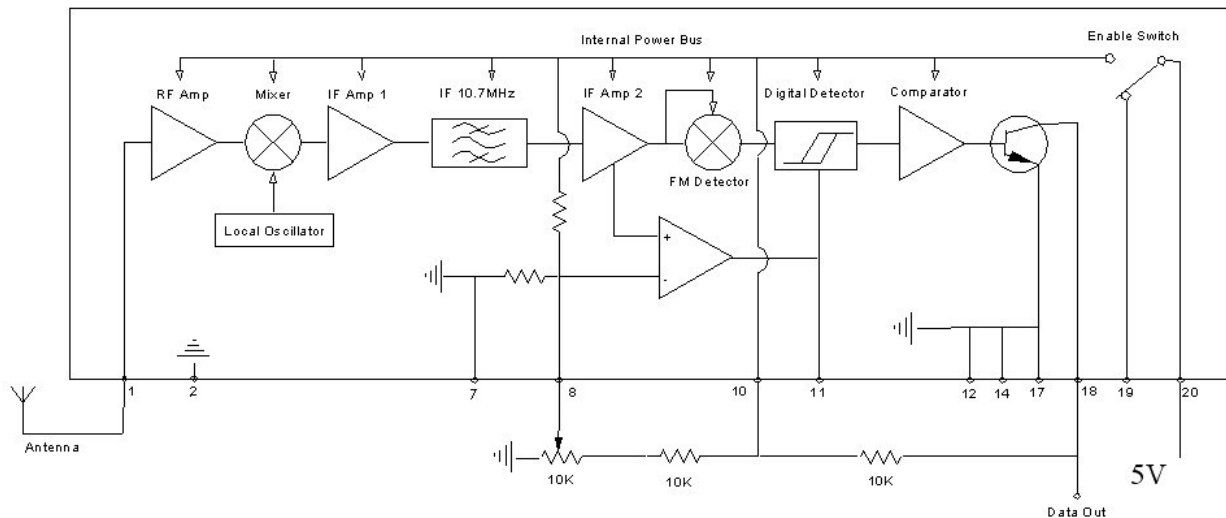 Internal Power Bus
Enable Switch
RF Amp
Mixer
IF Amp 1
IF 10.7MHz
IF Amp 2
Digital Detector
Comparator
FM Detector
Local Oscillator
+
-
1
2
7
8
10
11
12
14
17
18
19
20
Antenna
10K
10K
10K
5V
Data Out